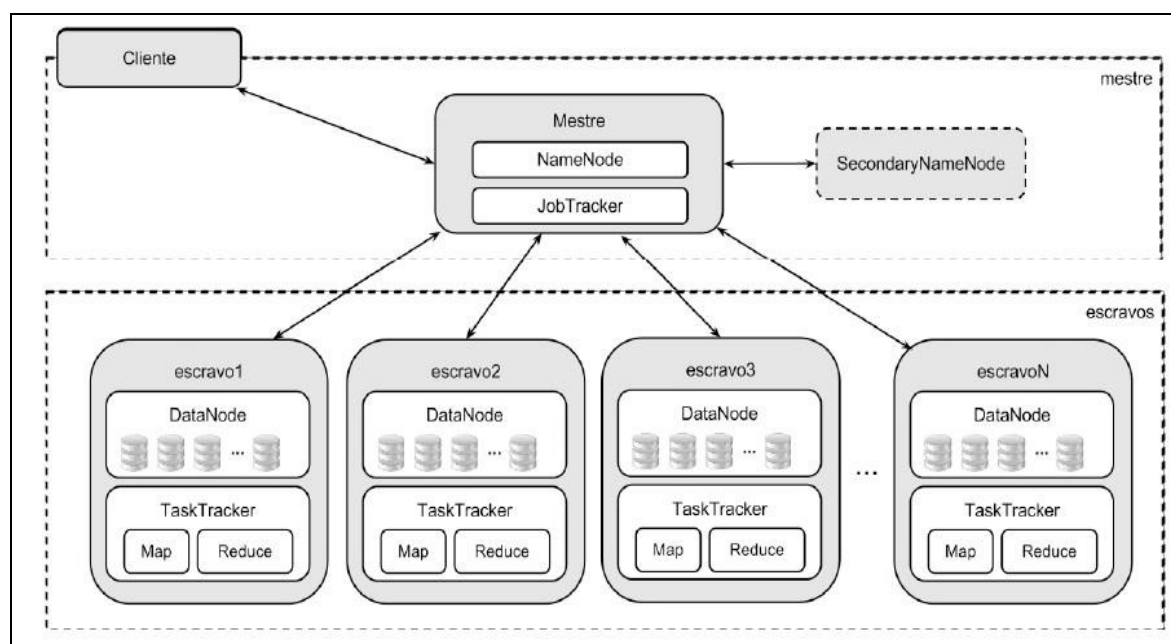 Cliente
mestre
Mestre
NameNode
JobTracker
SecondaryNameNode
escravos
escravo1
DataNode
...
TaskTracker
Map
Reduce
escravo2
DataNode
...
TaskTracker
Map
Reduce
escravo3
DataNode
...
TaskTracker
Map
Reduce
...
escravoN
DataNode
...
TaskTracker
Map
Reduce